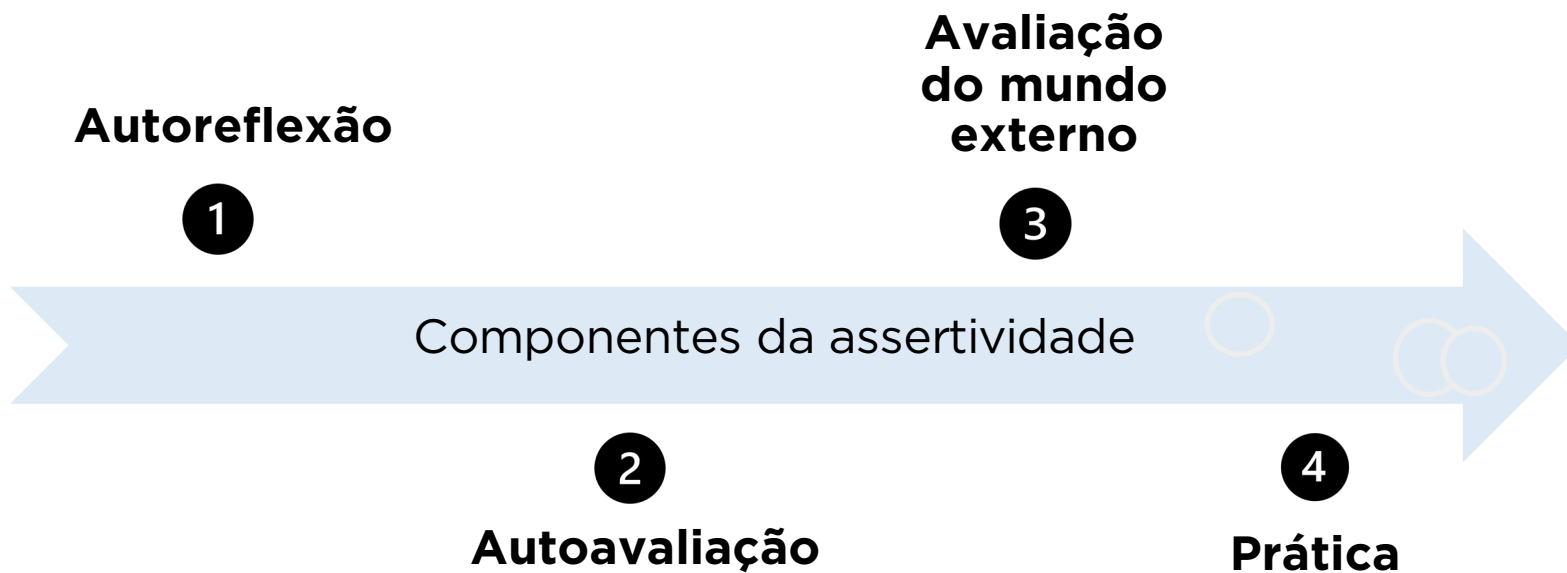 Autoreflexão
1
Avaliação
do mundo
externo
3
Componentes da assertividade
2
Autoavaliação
4
Prática